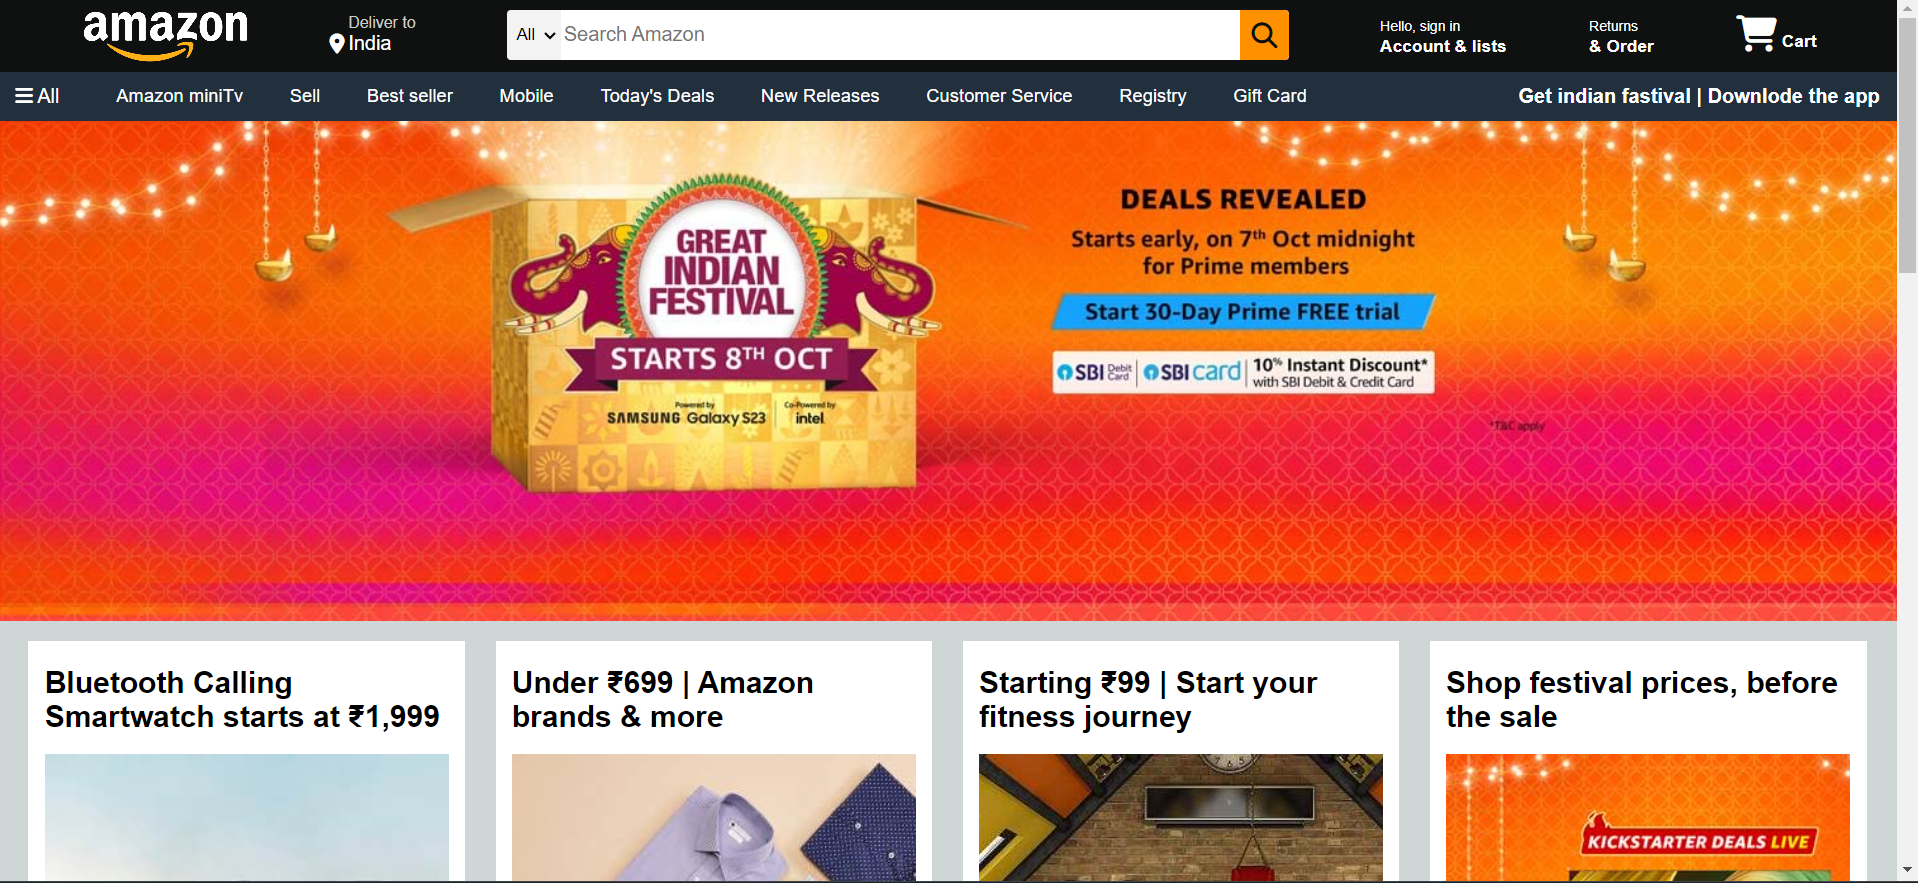 amazon
Deliver to
India
All
Search Amazon
Hello, sign in
Account & lists
Returns
& Order
Cart
All
Amazon miniTv
Sell
Best seller
Mobile
Today's Deals
New Releases
Customer Service
Registry
Gift Card
Get indian fastival | Downlode the app
GREAT
INDIAN
FESTIVAL
STARTS 8TH OCT
Powered by
SAMSUNG Galaxy S23
Co-Powered by
intel
DEALS REVEALED
Starts early, on 7th Oct midnight
for Prime members
Start 30-Day Prime FREE trial
SBI Debit Card
SBI card
10% Instant Discount*
with SBI Debit & Credit Card
*T&C apply
Bluetooth Calling
Smartwatch starts at ₹1,999
Under ₹699 | Amazon
brands & more
Starting ₹99 | Start your
fitness journey
7 6 5
Shop festival prices, before
the sale
KICKSTARTER DEALS LIVE